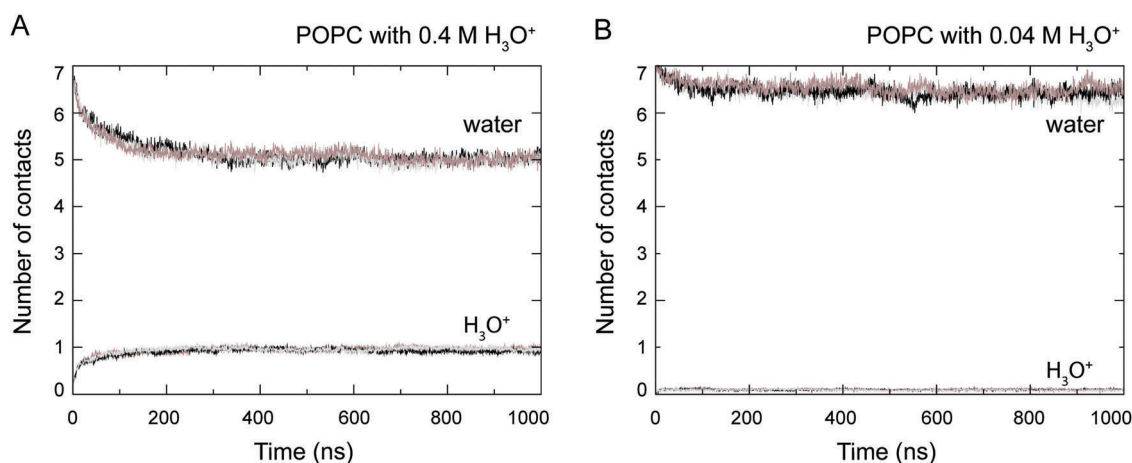 A
POPC with 0.4 M H₃O⁺
Number of contacts
7
6
5
4
3
2
1
0
water
H₃O⁺
0 200 400 600 800 1000
Time (ns)
B
POPC with 0.04 M H₃O⁺
Number of contacts
7
6
5
4
3
2
1
0
water
H₃O⁺
0 200 400 600 800 1000
Time (ns)